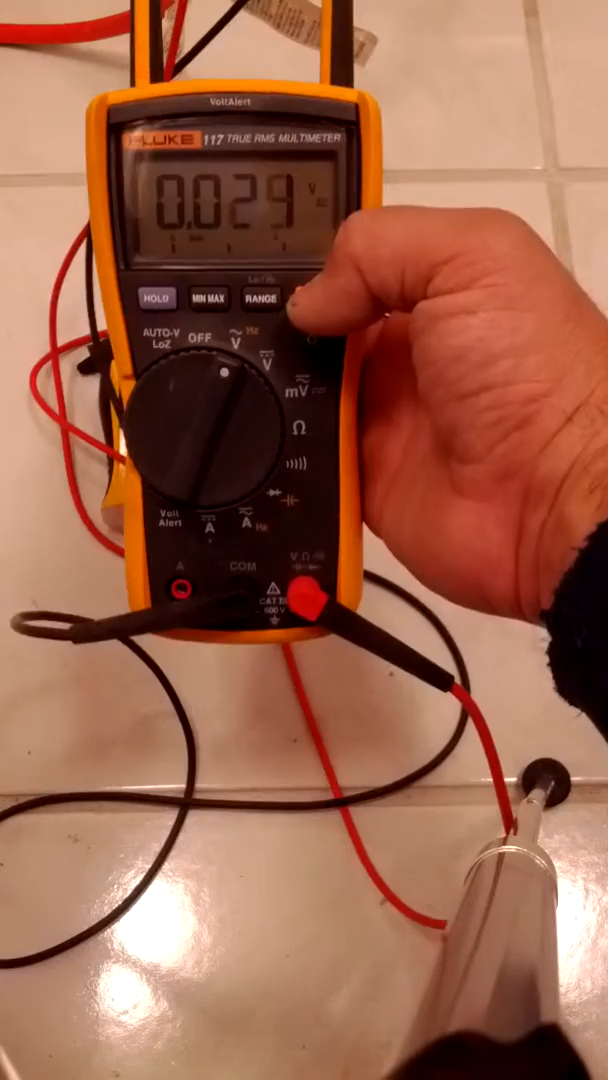 VoltAlert
FLUKE 117 TRUE RMS MULTIMETER
0.029 V
HOLD MIN MAX RANGE
AUTO-V
LoZ
OFF
V Hz
V
mV
Ω
Volt
Alert
A
A Hz
A COM V Ω
CAT III
600 V